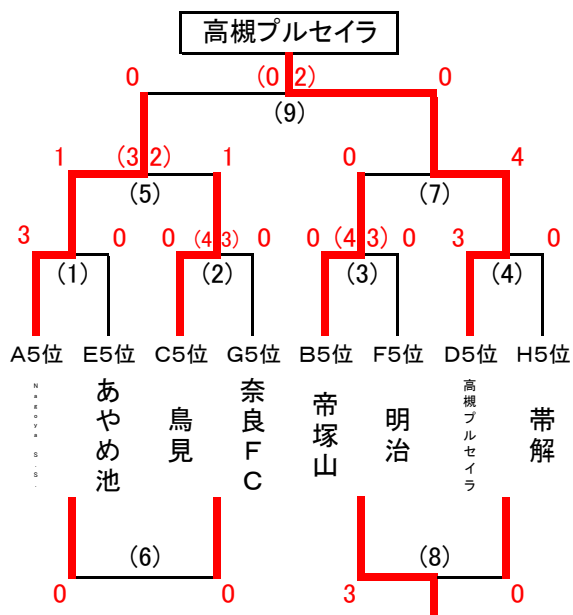 高槻プルセイラ
0 (0 2) 0
(9)
1 (3 2) 1 0 4
(5) (7)
3 0 0 (4 3) 0 0 (4 3) 0 3 0
(1) (2) (3) (4)
A5位 E5位 C5位 G5位 B5位 F5位 D5位 H5位
Nagoya S.S.
あやめ池
鳥見
奈良FC
帝塚山
明治
高槻プルセイラ
帯解
(6) (8)
0 0 3 0